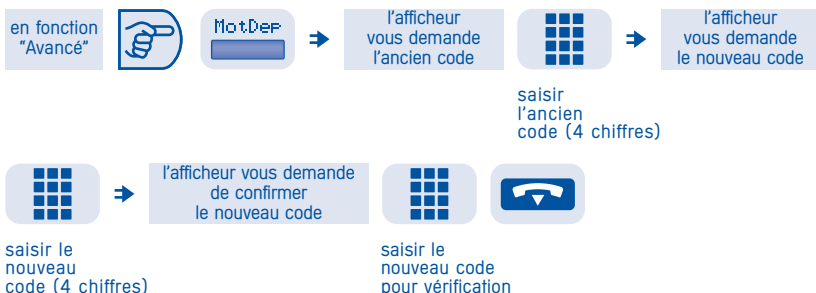 en fonction
"Avancé"
MotDep
l'afficheur
vous demande
l'ancien code
l'afficheur
vous demande
le nouveau code
saisir
l'ancien
code (4 chiffres)
l'afficheur vous demande
de confirmer
le nouveau code
saisir le
nouveau
code (4 chiffres)
saisir le
nouveau code
pour vérification